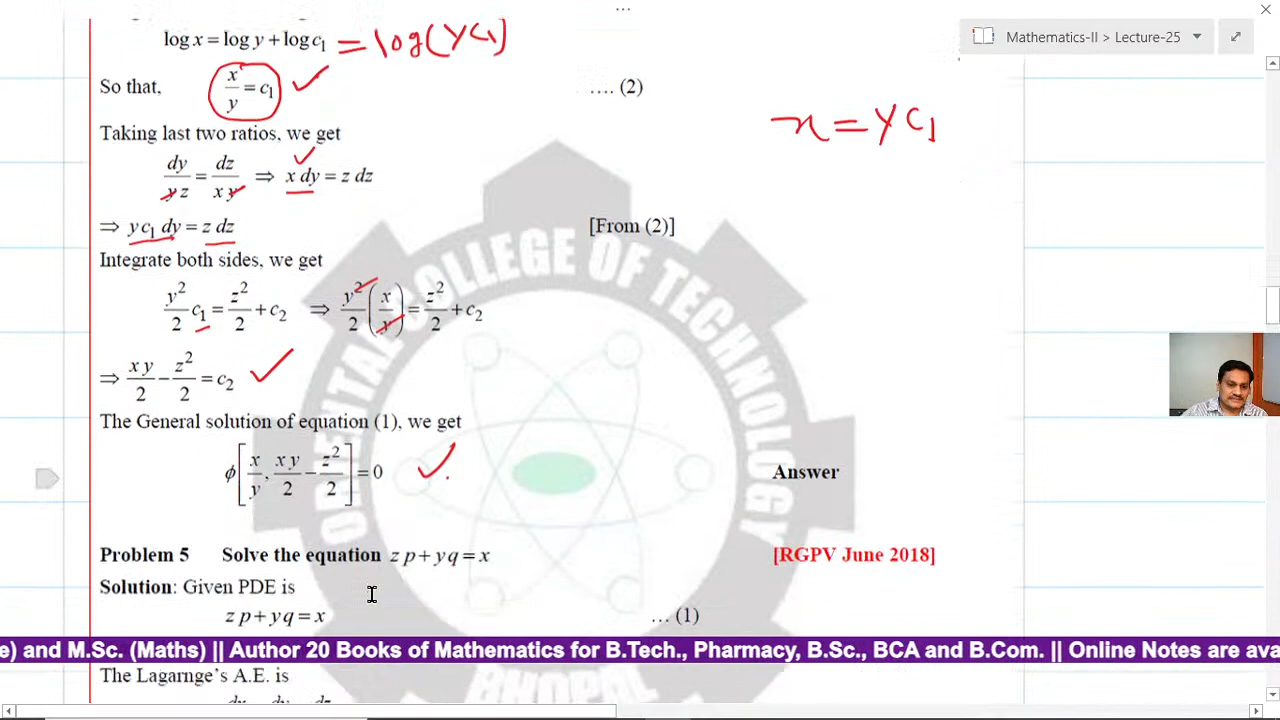 Mathematics-II > Lecture-25
log x = log y + log c₁ = log(yc₁)
So that, x/y = c₁ .... (2)
x = yc₁
Taking last two ratios, we get
dy/yz = dz/xy ⇒ x dy = z dz
⇒ y c₁ dy = z dz [From (2)]
Integrate both sides, we get
y²/2 c₁ = z²/2 + c₂ ⇒ y²/2 (x/y) = z²/2 + c₂
⇒ xy/2 − z²/2 = c₂
The General solution of equation (1), we get
ϕ[x/y, xy/2 − z²/2] = 0 Answer
Problem 5 Solve the equation z p + y q = x [RGPV June 2018]
Solution: Given PDE is
z p + y q = x ... (1)
e) and M.Sc. (Maths) || Author 20 Books of Mathematics for B.Tech., Pharmacy, B.Sc., BCA and B.Com. || Online Notes are ava
The Lagarnge's A.E. is
ORIENTAL COLLEGE OF TECHNOLOGY
BHOPAL